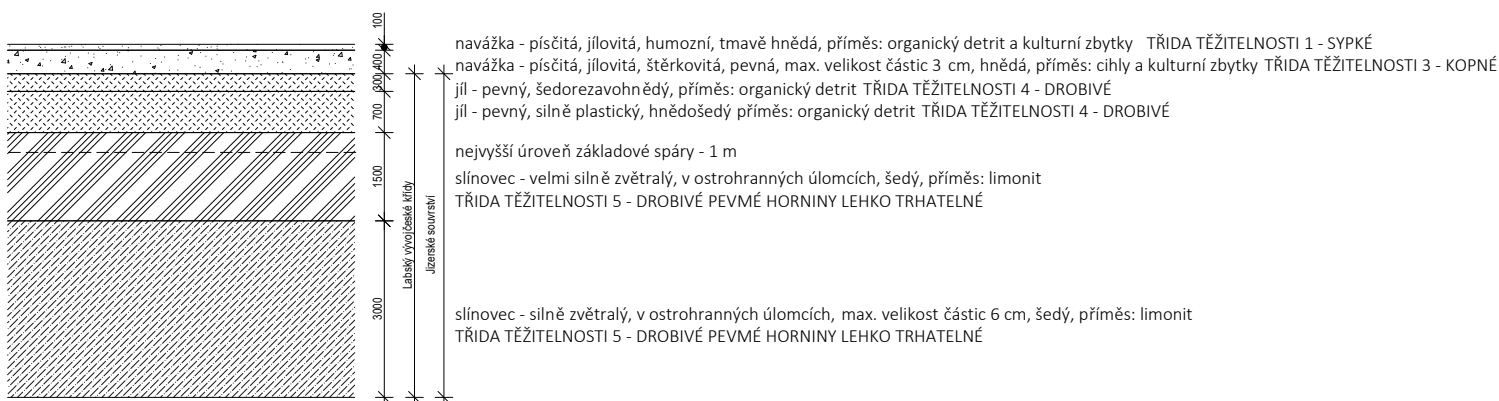 100
navážka - písčitá, jílovitá, humozní, tmavě hnědá, příměs: organický detrit a kulturní zbytky TŘIDA TĚŽITELNOSTI 1 - SYPKÉ
400
navážka - písčitá, jílovitá, štěrkovitá, pevná, max. velikost částic 3 cm, hnědá, příměs: cihly a kulturní zbytky TŘIDA TĚŽITELNOSTI 3 - KOPNÉ
300
jíl - pevný, šedorezavohnědý, příměs: organický detrit TŘIDA TĚŽITELNOSTI 4 - DROBIVÉ
700
jíl - pevný, silně plastický, hnědošedý příměs: organický detrit TŘIDA TĚŽITELNOSTI 4 - DROBIVÉ
nejvyšší úroveň základové spáry - 1 m
1500
slínovec - velmi silně zvětralý, v ostrohranných úlomcích, šedý, příměs: limonit
TŘIDA TĚŽITELNOSTI 5 - DROBIVÉ PEVMÉ HORNINY LEHKO TRHATELNÉ
Labský vývojčeské křídy
Jizerské souvrství
3000
slínovec - silně zvětralý, v ostrohranných úlomcích, max. velikost částic 6 cm, šedý, příměs: limonit
TŘIDA TĚŽITELNOSTI 5 - DROBIVÉ PEVMÉ HORNINY LEHKO TRHATELNÉ